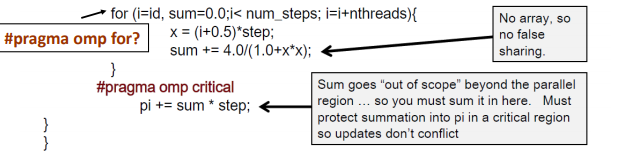 for (i=id, sum=0.0;i< num_steps; i=i+nthreads){
#pragma omp for?
x = (i+0.5)*step;
sum += 4.0/(1.0+x*x);
No array, so
no false
sharing.
}
#pragma omp critical
pi += sum * step;
Sum goes “out of scope” beyond the parallel
region … so you must sum it in here. Must
protect summation into pi in a critical region
so updates don’t conflict
}
}